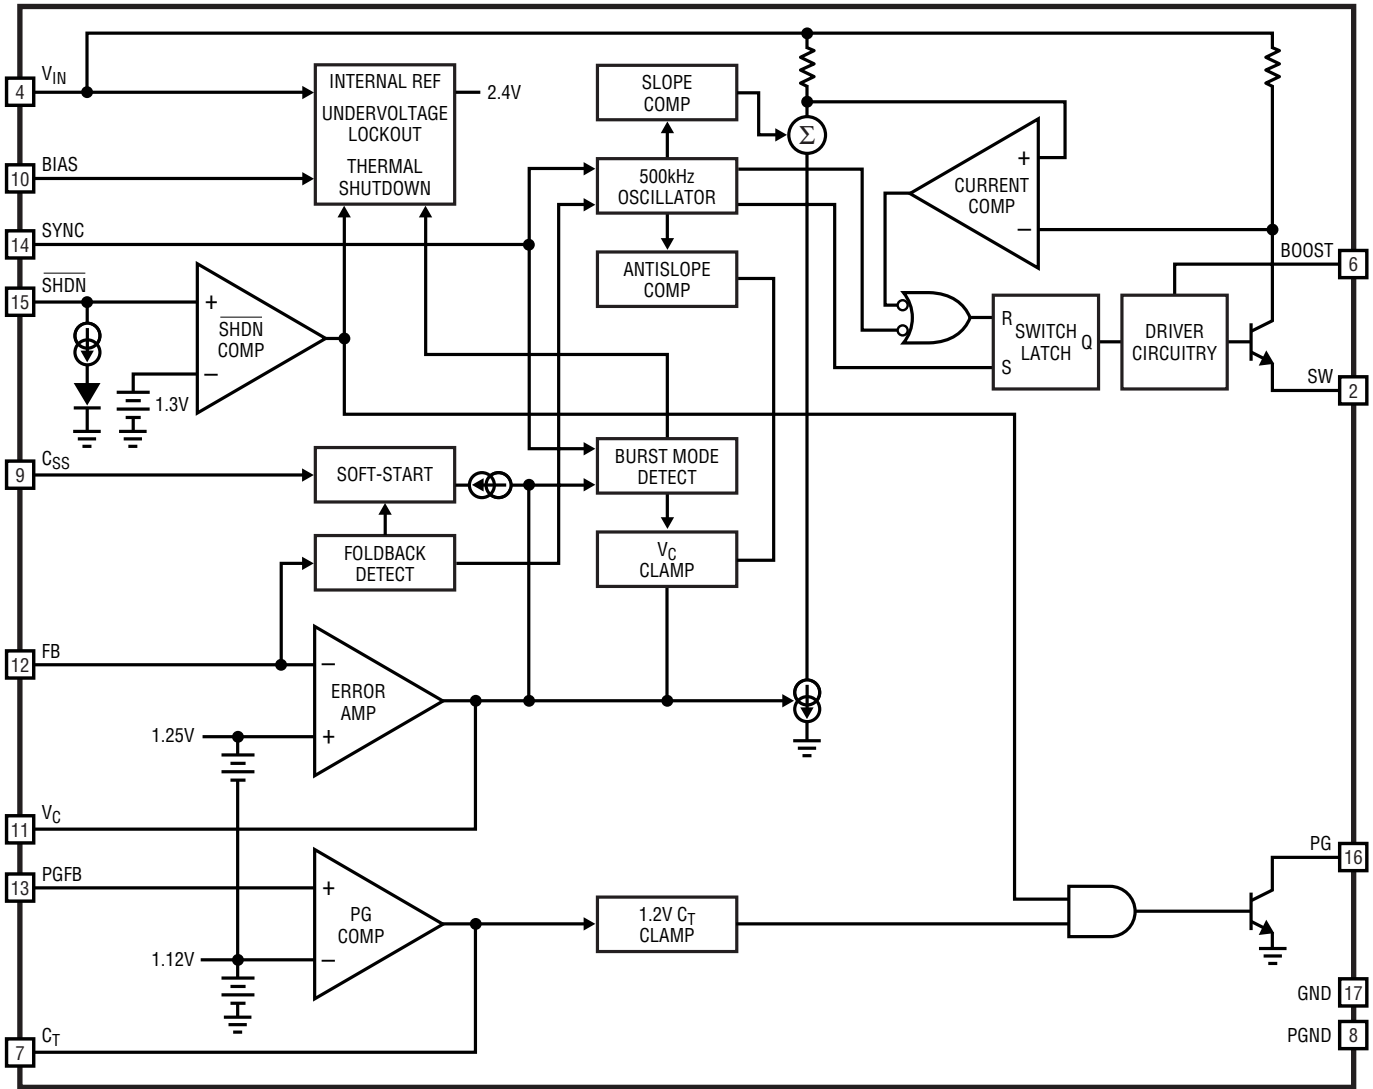 4
VIN
INTERNAL REF
UNDERVOLTAGE
LOCKOUT
THERMAL
SHUTDOWN
2.4V
SLOPE
COMP
Σ
+
CURRENT
COMP
−
10
BIAS
500kHz
OSCILLATOR
14
SYNC
15
SHDN
+
SHDN
COMP
−
1.3V
ANTISLOPE
COMP
BOOST
6
R
SWITCH
LATCH
Q
S
DRIVER
CIRCUITRY
SW
2
9
CSS
SOFT-START
BURST MODE
DETECT
FOLDBACK
DETECT
VC
CLAMP
12
FB
−
ERROR
AMP
+
1.25V
11
VC
13
PGFB
+
PG
COMP
−
1.12V
1.2V CT
CLAMP
PG
16
GND
17
PGND
8
7
CT